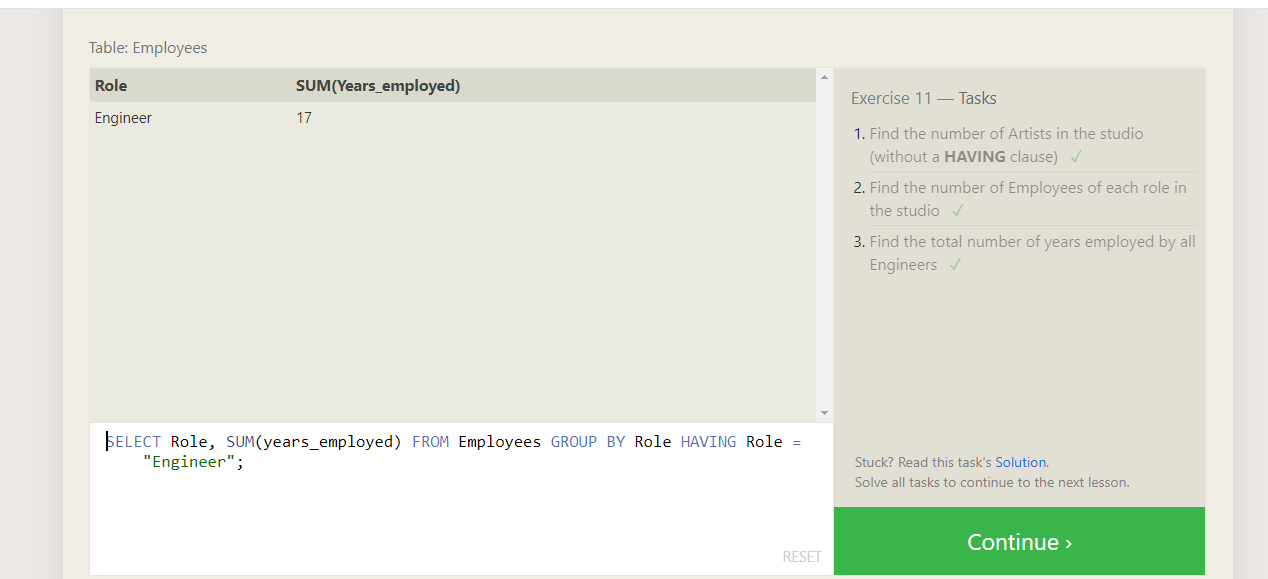 Table: Employees
Role SUM(Years_employed)
Engineer 17
SELECT Role, SUM(years_employed) FROM Employees GROUP BY Role HAVING Role =
"Engineer";
RESET
Exercise 11 — Tasks
1. Find the number of Artists in the studio
(without a HAVING clause) ✓
2. Find the number of Employees of each role in
the studio ✓
3. Find the total number of years employed by all
Engineers ✓
Stuck? Read this task's Solution.
Solve all tasks to continue to the next lesson.
Continue ›